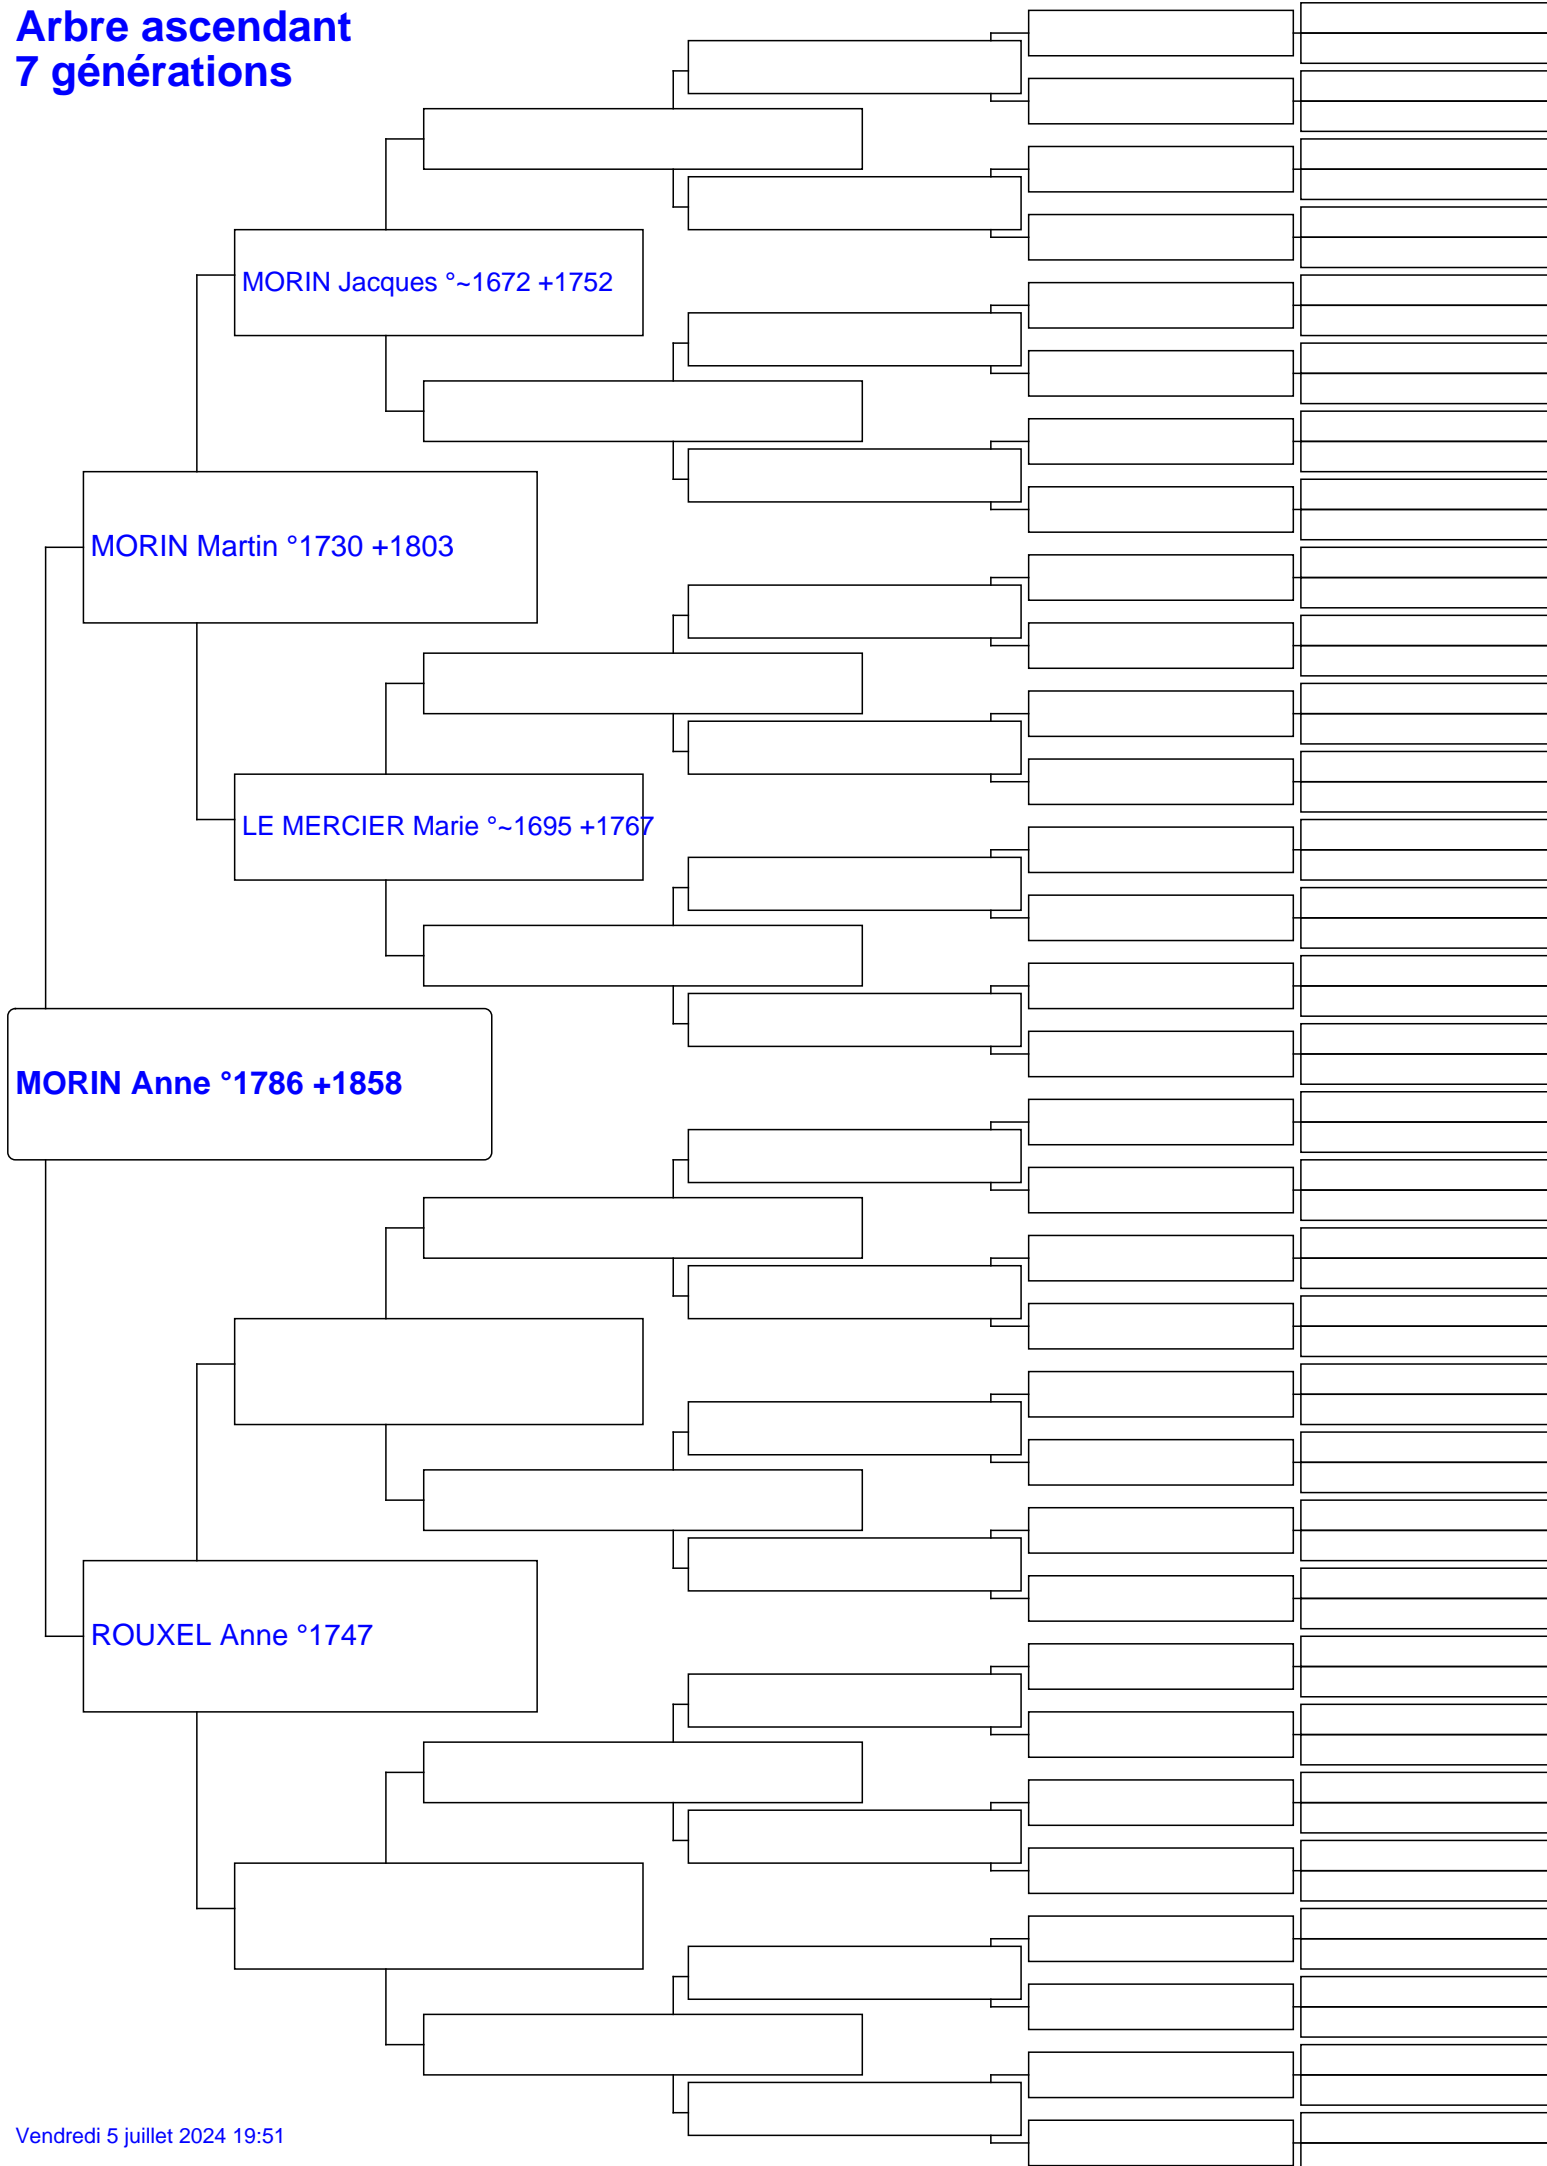 Arbre ascendant
7 générations
MORIN Jacques °~1672 +1752
MORIN Martin °1730 +1803
LE MERCIER Marie °~1695 +1767
MORIN Anne °1786 +1858
ROUXEL Anne °1747
Vendredi 5 juillet 2024 19:51